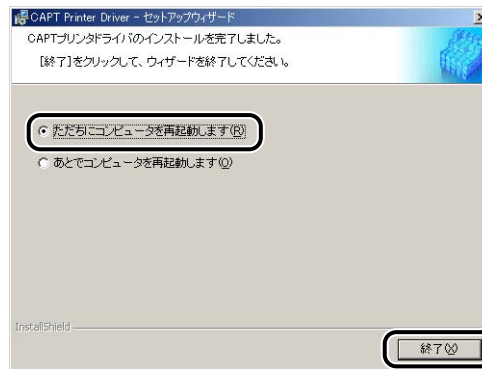 CAPT Printer Driver - セットアップウィザード
CAPTプリンタドライバのインストールを完了しました。
[終了]をクリックして、ウィザードを終了してください。
ただちにコンピュータを再起動します(R)
あとでコンピュータを再起動します(O)
InstallShield
終了(X)